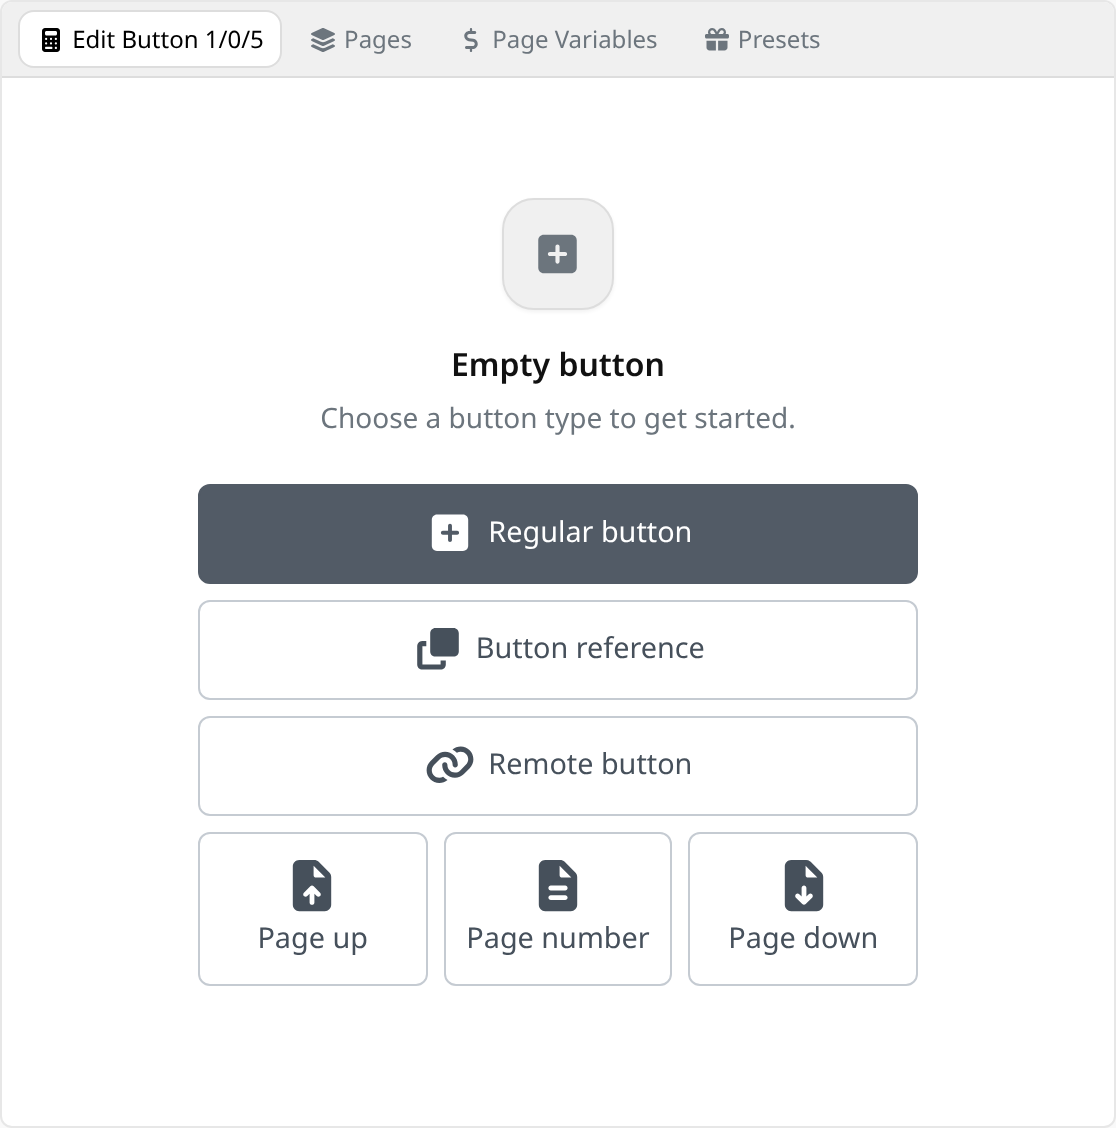 Edit Button 1/0/5 Pages Page Variables Presets
Empty button
Choose a button type to get started.
Regular button
Button reference
Remote button
Page up Page number Page down